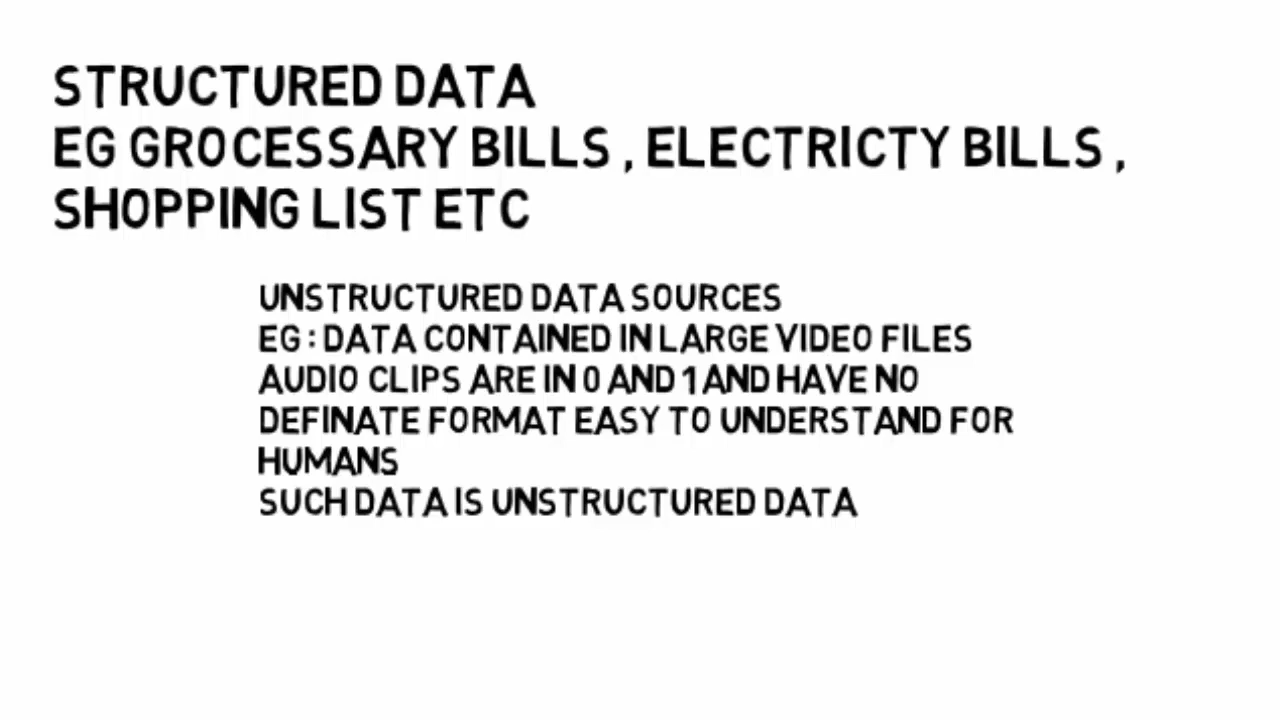 STRUCTURED DATA
EG GROCESSARY BILLS , ELECTRICTY BILLS ,
SHOPPING LIST ETC
UNSTRUCTURED DATA SOURCES
EG : DATA CONTAINED IN LARGE VIDEO FILES
AUDIO CLIPS ARE IN 0 AND 1 AND HAVE NO
DEFINATE FORMAT EASY TO UNDERSTAND FOR
HUMANS
SUCH DATA IS UNSTRUCTURED DATA